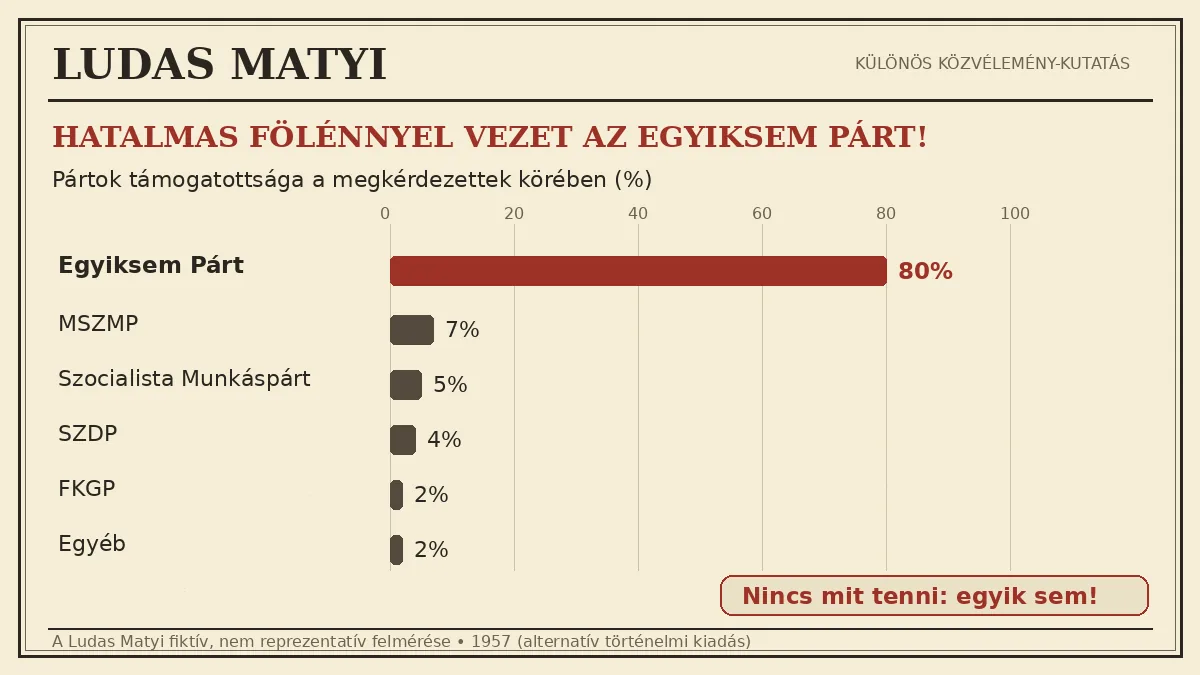 LUDAS MATYI
KÜLÖNÖS KÖZVÉLEMÉNY-KUTATÁS
HATALMAS FÖLÉNNYEL VEZET AZ EGYIKSEM PÁRT!
Pártok támogatottsága a megkérdezettek körében (%)
0 20 40 60 80 100
Egyiksem Párt 80%
MSZMP 7%
Szocialista Munkáspárt 5%
SZDP 4%
FKGP 2%
Egyéb 2%
Nincs mit tenni: egyik sem!
A Ludas Matyi fiktív, nem reprezentatív felmérése • 1957 (alternatív történelmi kiadás)